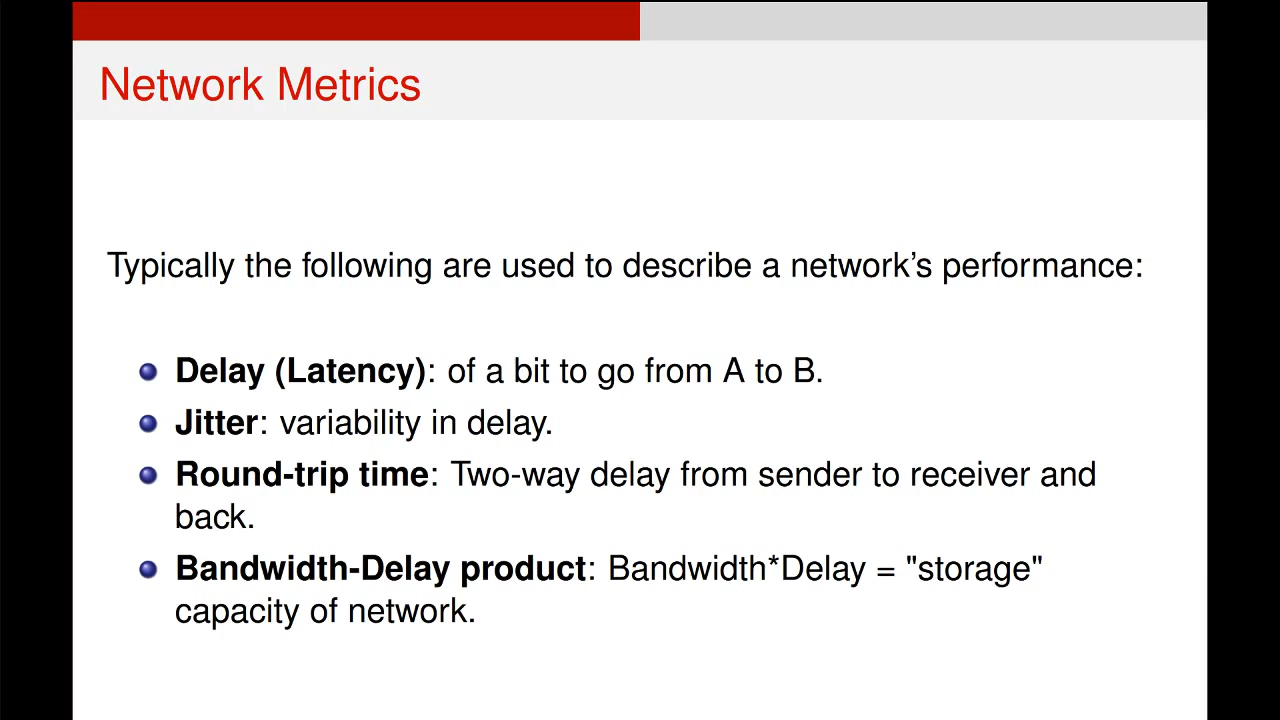 Network Metrics
Typically the following are used to describe a network's performance:
Delay (Latency): of a bit to go from A to B.
Jitter: variability in delay.
Round-trip time: Two-way delay from sender to receiver and
back.
Bandwidth-Delay product: Bandwidth*Delay = "storage"
capacity of network.